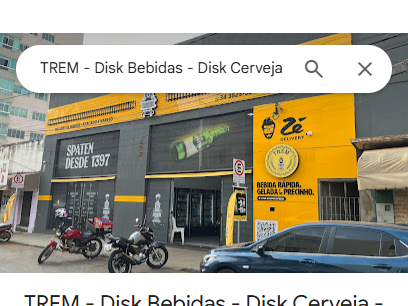 TREM - Disk Bebidas - Disk Cerveja
SPATEN
DESDE 1397
Zé
DELIVERY
TREM
BEBIDA RÁPIDA,
GELADA E PRECINHO.
E
E
TREM - Disk Bebidas - Disk Cerveja -